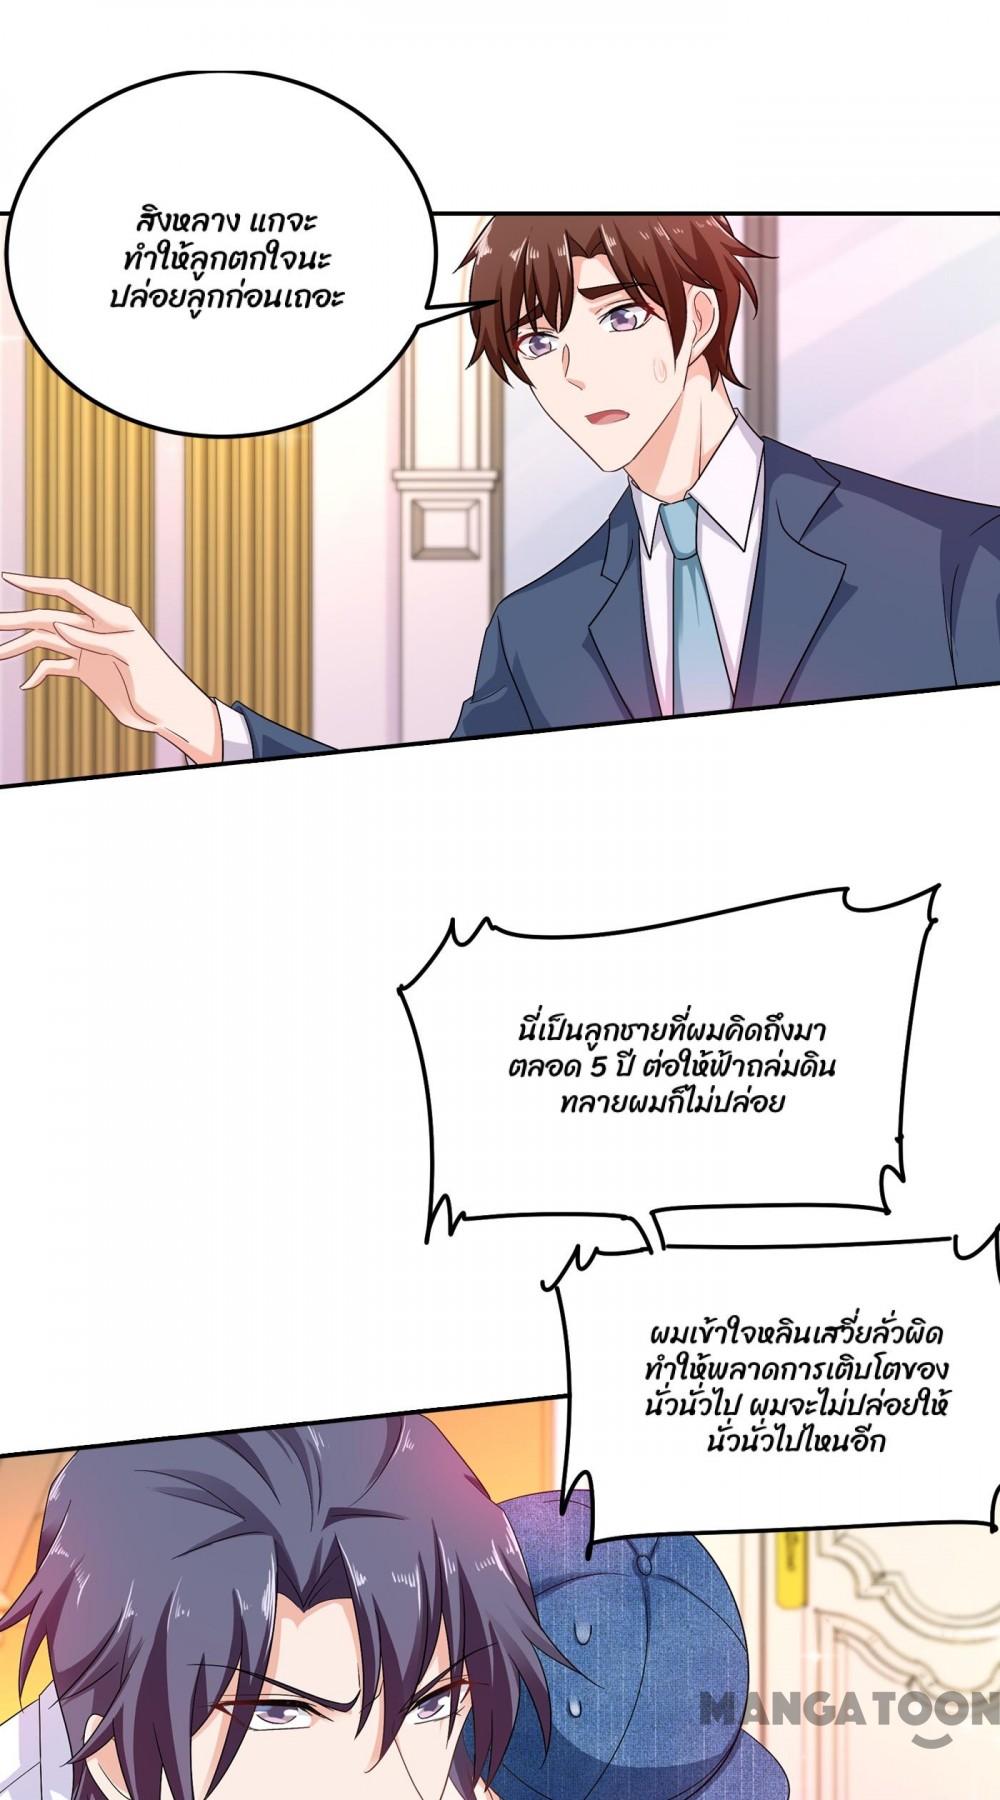 สิงหลาง แกจะ
ทำให้ลูกตกใจนะ
ปล่อยลูกก่อนเถอะ
นี่เป็นลูกชายที่ผมคิดถึงมา
ตลอด 5 ปี ต่อให้ฟ้าถล่มดิน
ทลายผมก็ไม่ปล่อย
ผมเข้าใจหลินเสวี่ยลั่วผิด
ทำให้พลาดการเติบโตของ
นั่วนั่วไป ผมจะไม่ปล่อยให้
นั่วนั่วไปไหนอีก
MANGATOON